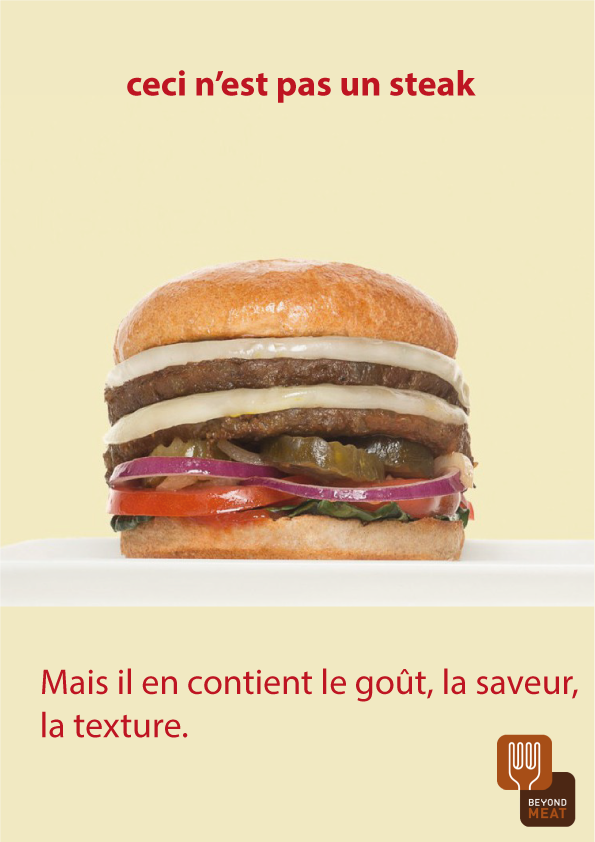 ceci n’est pas un steak
Mais il en contient le goût, la saveur,
la texture.
BEYOND
MEAT